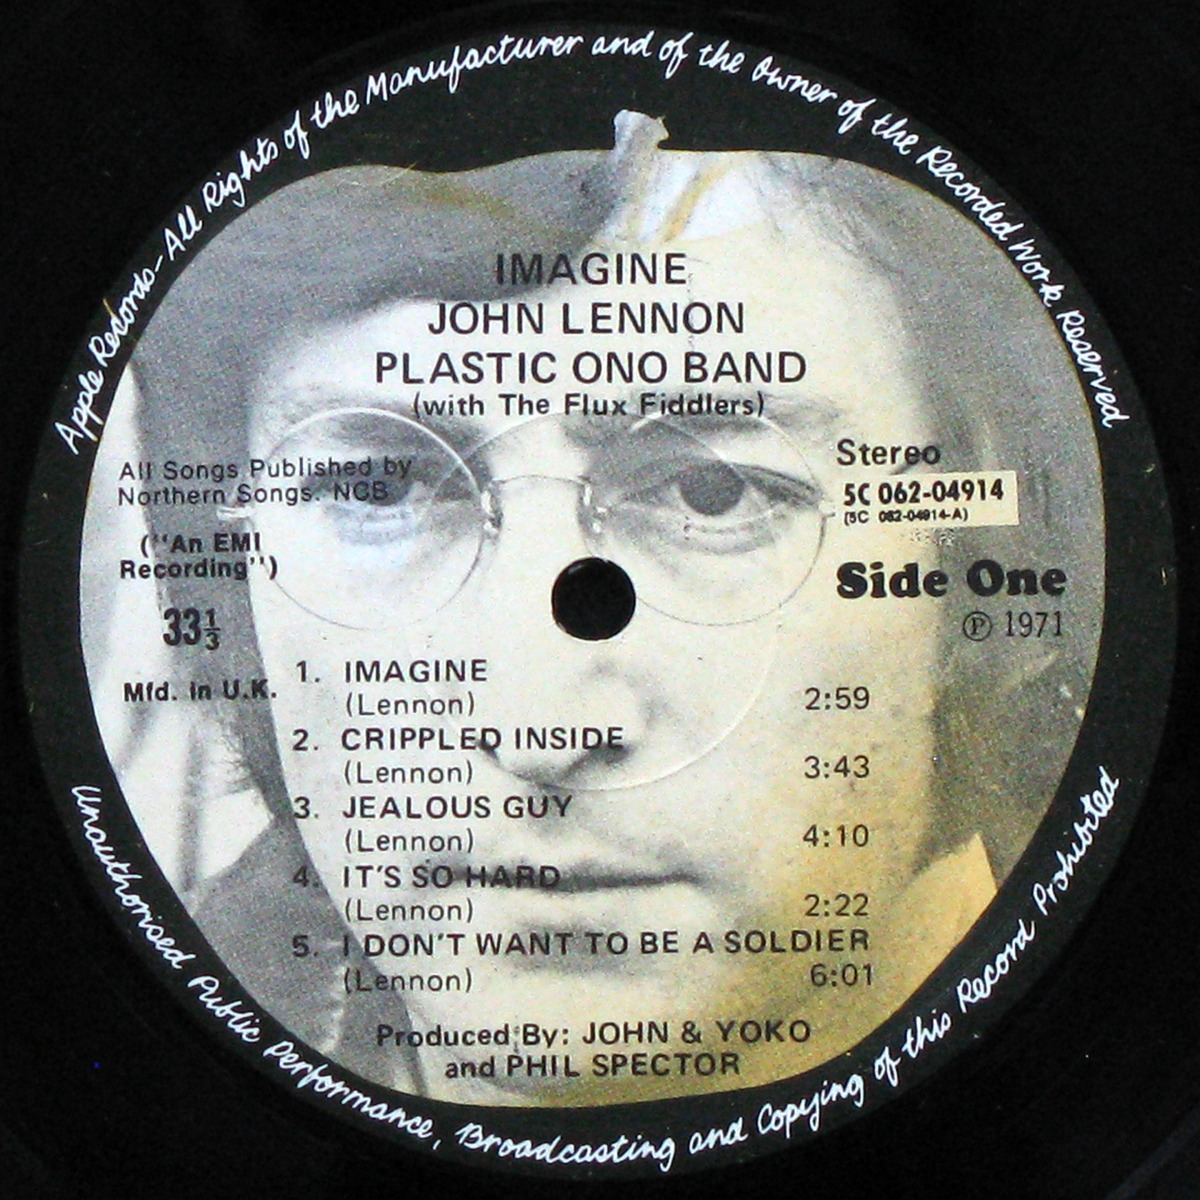 Apple Records-All Rights of the Manufacturer and of the Owner of the Recorded Work Reserved
IMAGINE
JOHN LENNON
PLASTIC ONO BAND
(with The Flux Fiddlers)
All Songs Published by
Northern Songs. NCB
("An EMI
Recording")
33⅓
Mfd. in U.K.
Stereo
5C 062-04914
(5C 062-04914-A)
Side One
℗ 1971
1. IMAGINE
(Lennon) 2:59
2. CRIPPLED INSIDE
(Lennon) 3:43
3. JEALOUS GUY
(Lennon) 4:10
4. IT'S SO HARD
(Lennon) 2:22
5. I DON'T WANT TO BE A SOLDIER
(Lennon) 6:01
Produced By: JOHN & YOKO
and PHIL SPECTOR
Unauthorised Public Performance, Broadcasting and Copying of this Record Prohibited